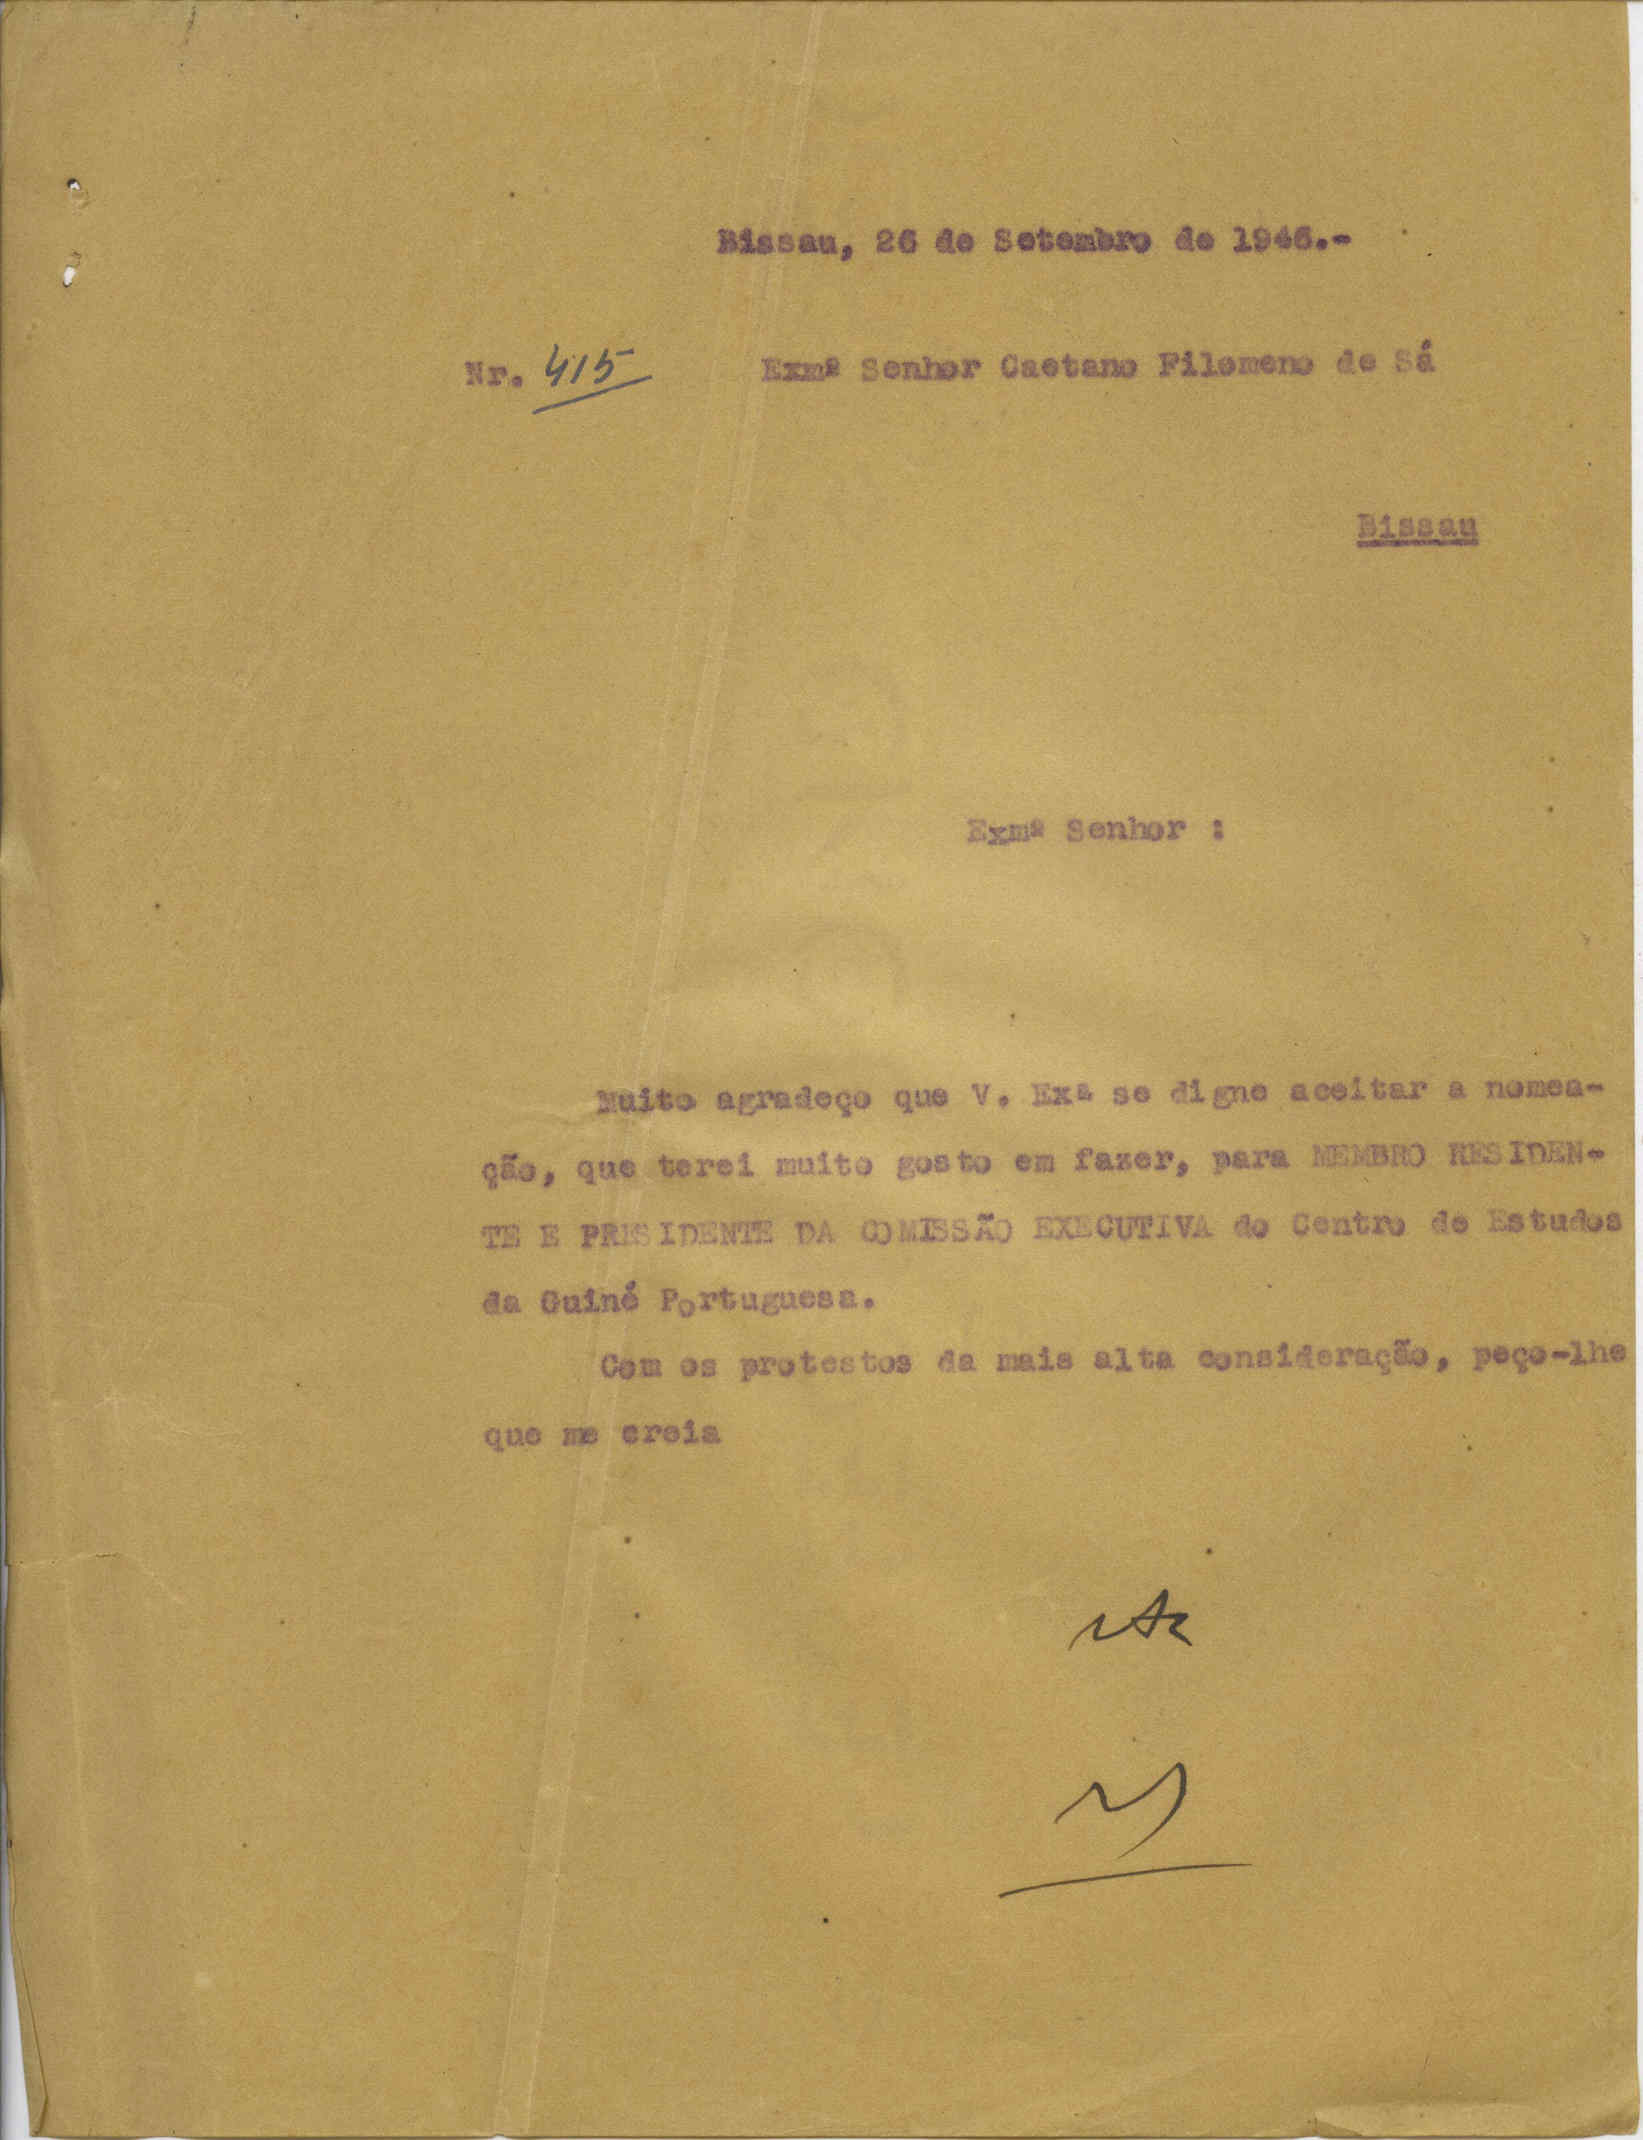 Bissau, 26 de Setembro de 1946.-
Nr. 415 Exmº Senhor Caetano Filomeno de Sá
Bissau
Exmº Senhor :
Muito agradeço que V. Exª se digne aceitar a nomea-
ção, que terei muito gosto em fazer, para MEMBRO RESIDEN-
TE E PRESIDENTE DA COMISSÃO EXECUTIVA do Centro de Estudos
da Guiné Portuguesa.
Com os protestos da mais alta consideração, peço-lhe
que me creia